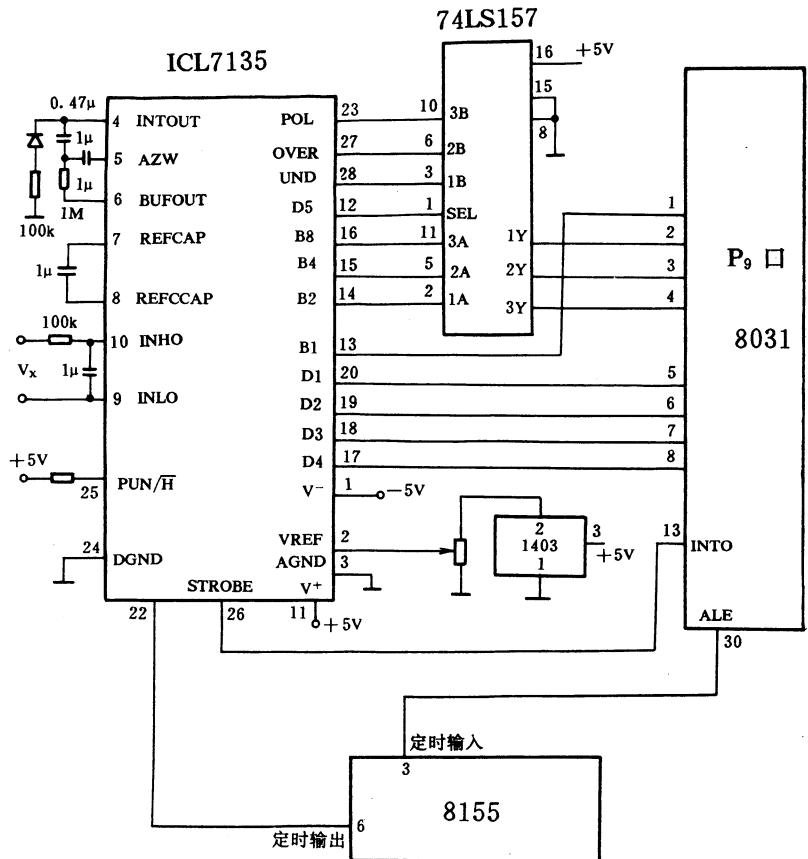 74LS157
ICL7135
16 +5V
15
8
0.47μ
4 INTOUT
1μ
5 AZW
1μ
6 BUFOUT
1M
100k
7 REFCAP
1μ
8 REFCCAP
100k
10 INHO
Vx
1μ
9 INLO
+5V
25 PUN/H̅
24 DGND
STROBE
22
26
POL 23
OVER 27
UND 28
D5 12
B8 16
B4 15
B2 14
B1 13
D1 20
D2 19
D3 18
D4 17
V⁻ 1 −5V
VREF 2
AGND 3
V⁺
11 +5V
10 3B
6 2B
3 1B
1 SEL
11 3A
5 2A
2 1A
1Y
2Y
3Y
2
1403
1
3
+5V
1
2
3
4
5
6
7
8
P₉ 口
8031
13 INTO
ALE
30
定时输入
3
8155
6
定时输出